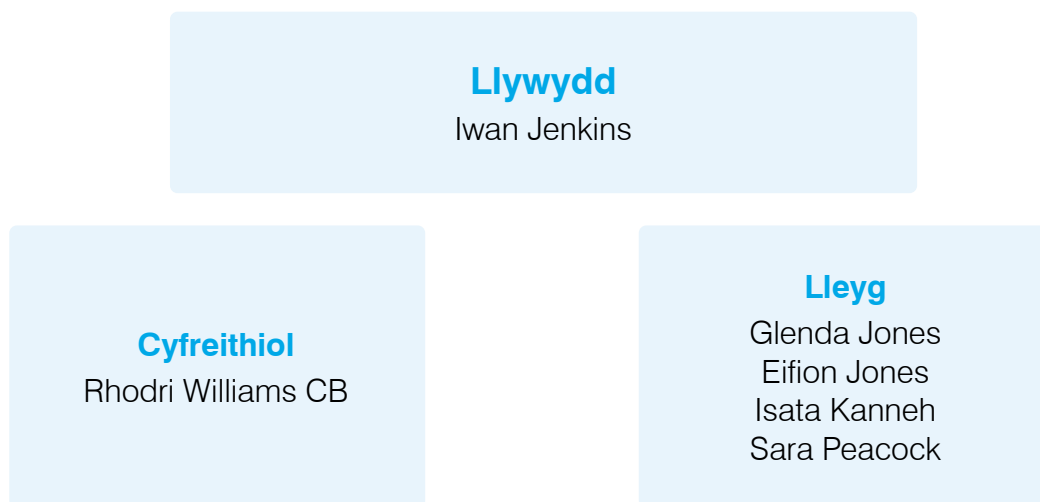 Llywydd
Iwan Jenkins
Cyfreithiol
Rhodri Williams CB
Lleyg
Glenda Jones
Eifion Jones
Isata Kanneh
Sara Peacock